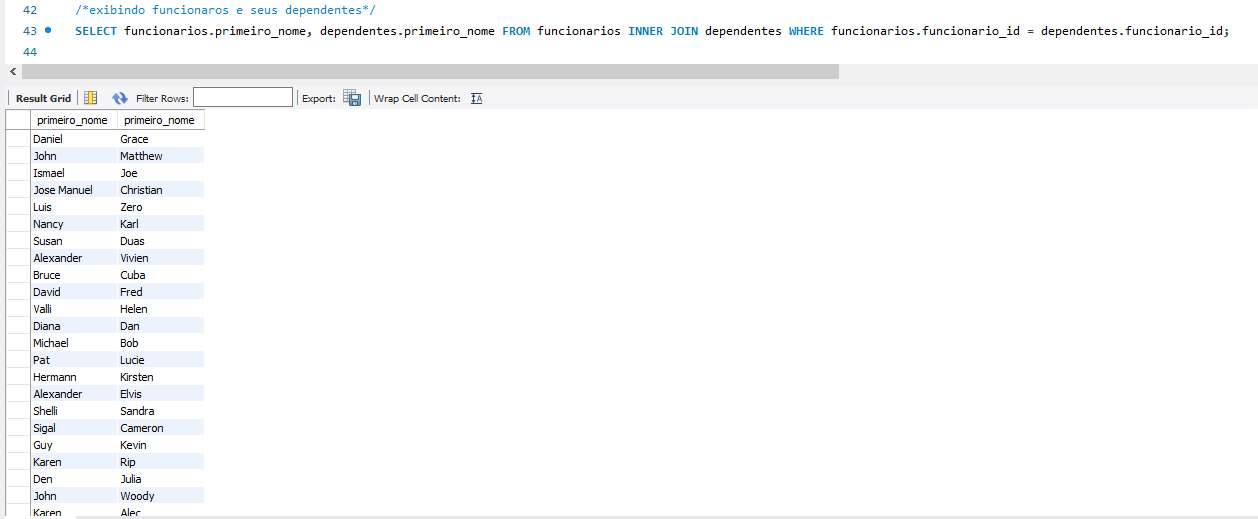 42 /*exibindo funcionaros e seus dependentes*/
43 SELECT funcionarios.primeiro_nome, dependentes.primeiro_nome FROM funcionarios INNER JOIN dependentes WHERE funcionarios.funcionario_id = dependentes.funcionario_id;
44
Result Grid Filter Rows: Export: Wrap Cell Content: IA
primeiro_nome primeiro_nome
Daniel Grace
John Matthew
Ismael Joe
Jose Manuel Christian
Luis Zero
Nancy Karl
Susan Duas
Alexander Vivien
Bruce Cuba
David Fred
Valli Helen
Diana Dan
Michael Bob
Pat Lucie
Hermann Kirsten
Alexander Elvis
Shelli Sandra
Sigal Cameron
Guy Kevin
Karen Rip
Den Julia
John Woody
Karen Alec